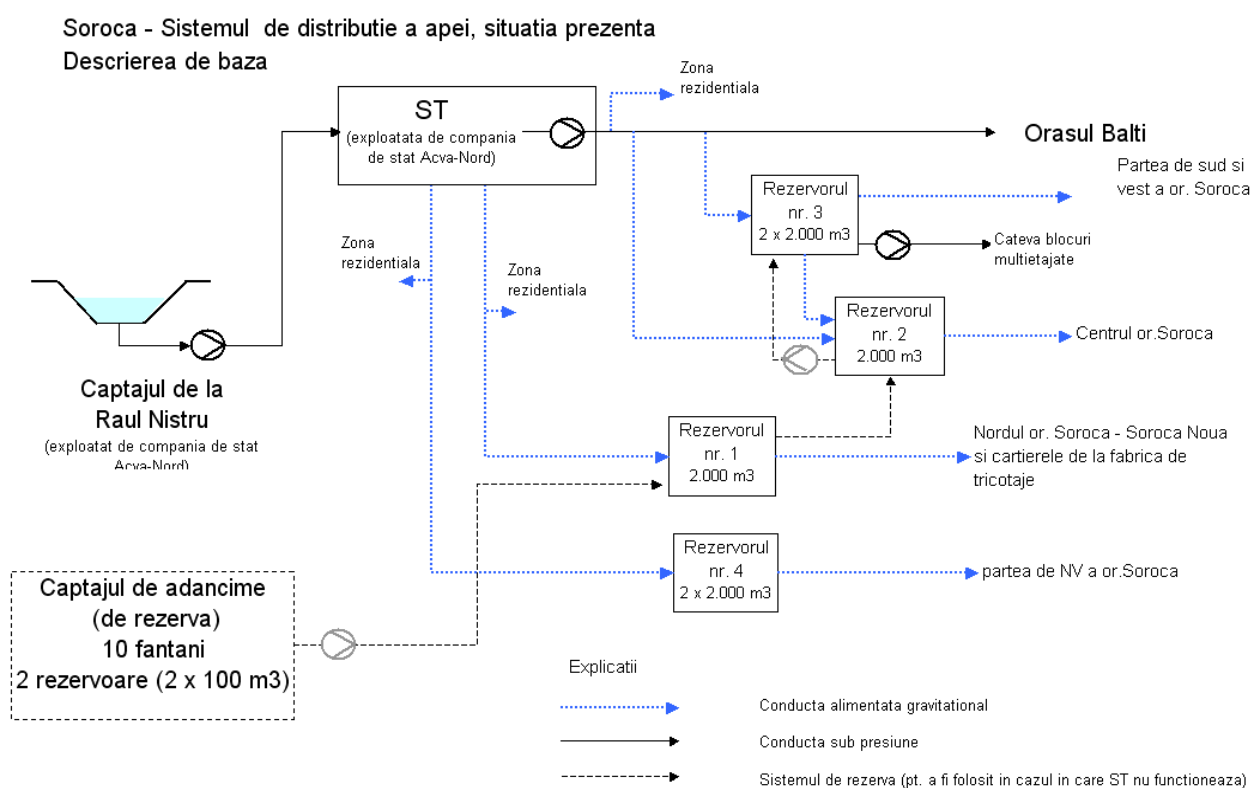 Soroca - Sistemul de distributie a apei, situatia prezenta
Descrierea de baza
Zona
rezidentiala
ST
(exploatata de compania
de stat Acva-Nord)
Orasul Balti
Partea de sud si
vest a or. Soroca
Rezervorul
nr. 3
2 x 2.000 m3
Cateva blocuri
multietajate
Zona
rezidentiala
Zona
rezidentiala
Rezervorul
nr. 2
2.000 m3
Centrul or.Soroca
Captajul de la
Raul Nistru
(exploatat de compania de stat
Acva-Nord)
Rezervorul
nr. 1
2.000 m3
Nordul or. Soroca - Soroca Noua
si cartierele de la fabrica de
tricotaje
Rezervorul
nr. 4
2 x 2.000 m3
partea de NV a or.Soroca
Captajul de adancime
(de rezerva)
10 fantani
2 rezervoare (2 x 100 m3)
Explicatii
Conducta alimentata gravitational
Conducta sub presiune
Sistemul de rezerva (pt. a fi folosit in cazul in care ST nu functioneaza)